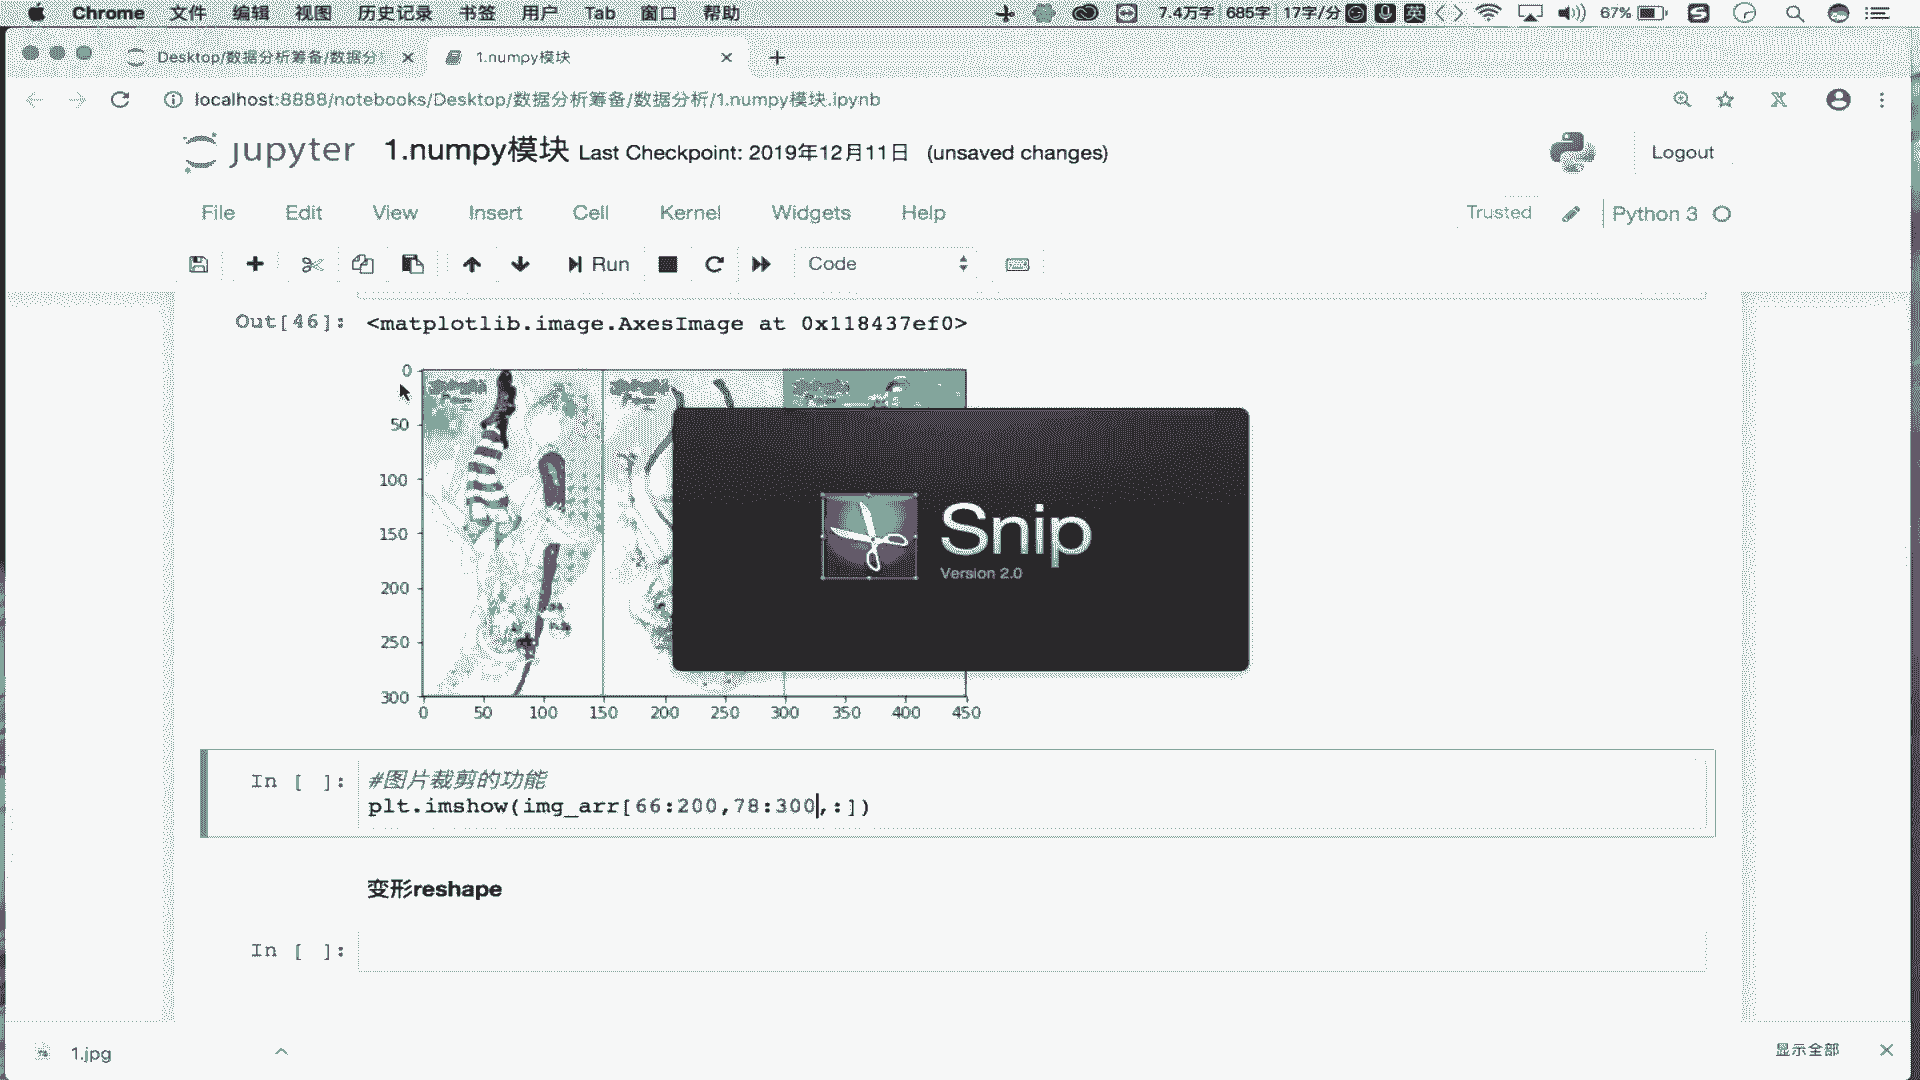 Chrome 文件 编辑 视图 历史记录 书签 用户 Tab 窗口 帮助 7.4万字 685字 17字/分 英 67%
Desktop/数据分析筹备/数据分 1.numpy模块
localhost:8888/notebooks/Desktop/数据分析筹备/数据分析/1.numpy模块.ipynb
jupyter 1.numpy模块 Last Checkpoint: 2019年12月11日 (unsaved changes) Logout
File Edit View Insert Cell Kernel Widgets Help Trusted Python 3
Run Code
Out[46]: <matplotlib.image.AxesImage at 0x118437ef0>
0
50
100
150
200
250
300
0 50 100 150 200 250 300 350 400 450
Snip
Version 2.0
In [ ]: #图片裁剪的功能
plt.imshow(img_arr[66:200,78:300,:])
变形reshape
In [ ]:
1.jpg 显示全部